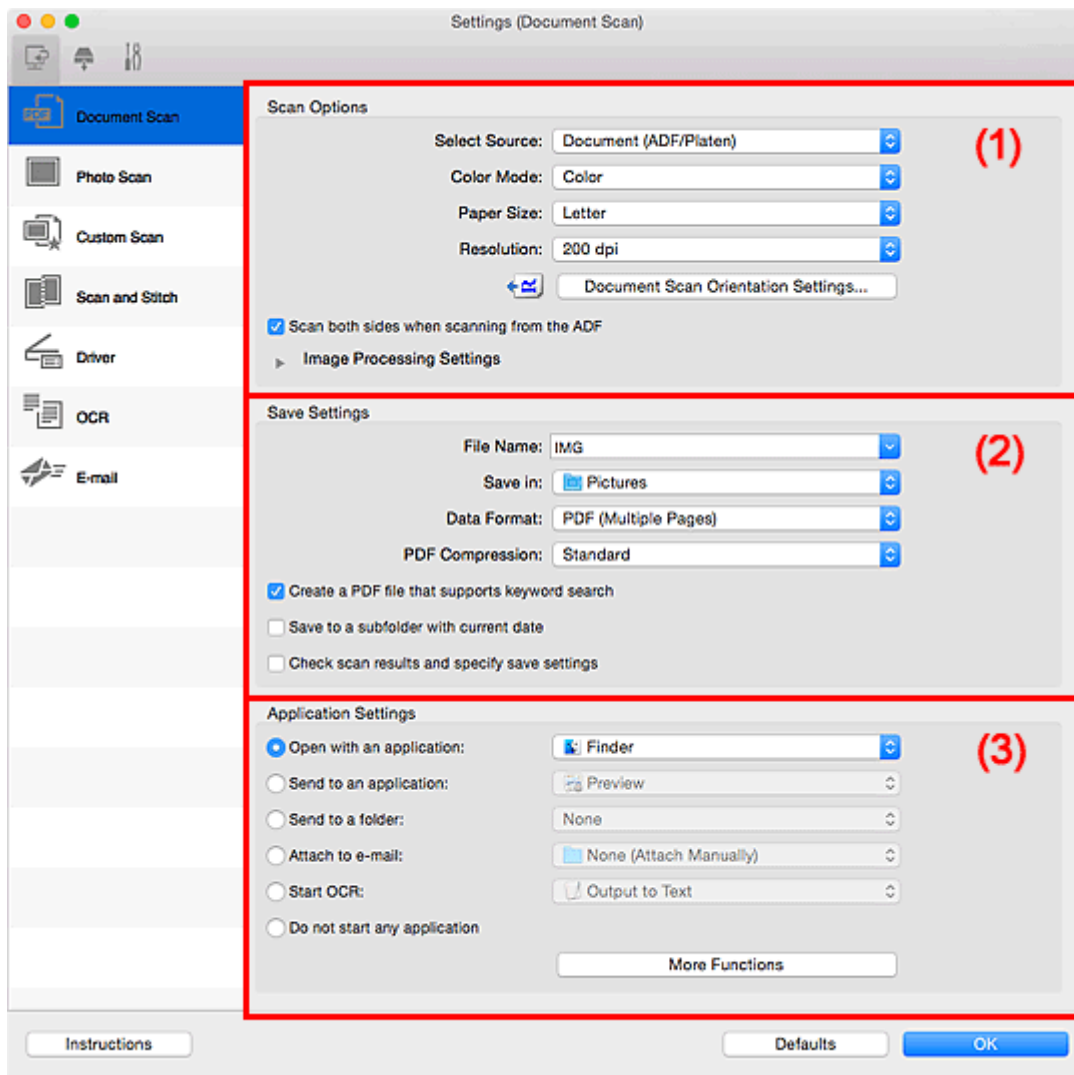 Settings (Document Scan)
Document Scan
Photo Scan
Custom Scan
Scan and Stitch
Driver
OCR
E-mail
Scan Options
(1)
Select Source: Document (ADF/Platen)
Color Mode: Color
Paper Size: Letter
Resolution: 200 dpi
Document Scan Orientation Settings...
Scan both sides when scanning from the ADF
Image Processing Settings
Save Settings
(2)
File Name: IMG
Save in: Pictures
Data Format: PDF (Multiple Pages)
PDF Compression: Standard
Create a PDF file that supports keyword search
Save to a subfolder with current date
Check scan results and specify save settings
Application Settings
(3)
Open with an application: Finder
Send to an application: Preview
Send to a folder: None
Attach to e-mail: None (Attach Manually)
Start OCR: Output to Text
Do not start any application
More Functions
Instructions
Defaults
OK